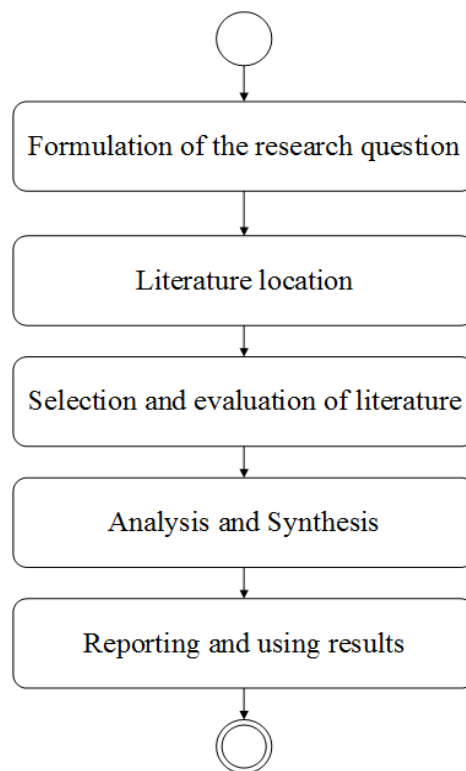 Formulation of the research question
Literature location
Selection and evaluation of literature
Analysis and Synthesis
Reporting and using results